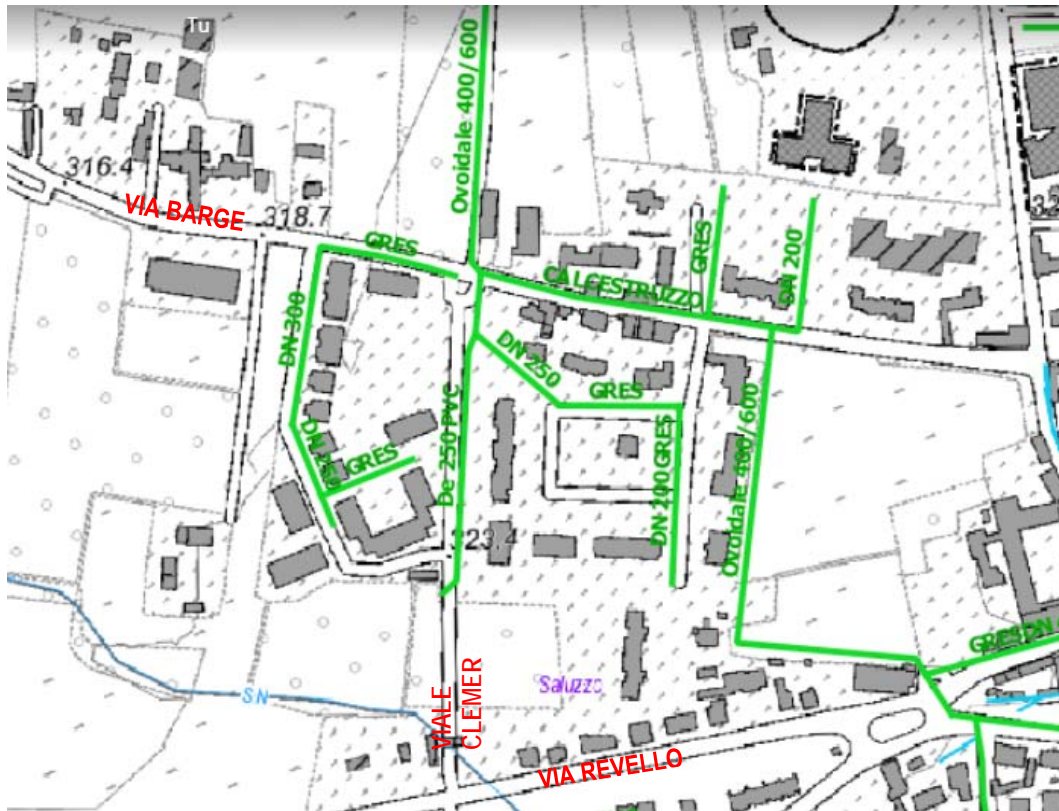 Tu
Ovoidale 400/600
316.4
VIA BARGE
318.7
GRES
CALCESTRUZZO
GRES
DN 200
DN 300
DN 250
GRES
De 250 PVC
DN 200 GRES
Ovoidale 400/600
GRES
323.4
SN
Saluzzo
VIALE
CLEMER
VIA REVELLO